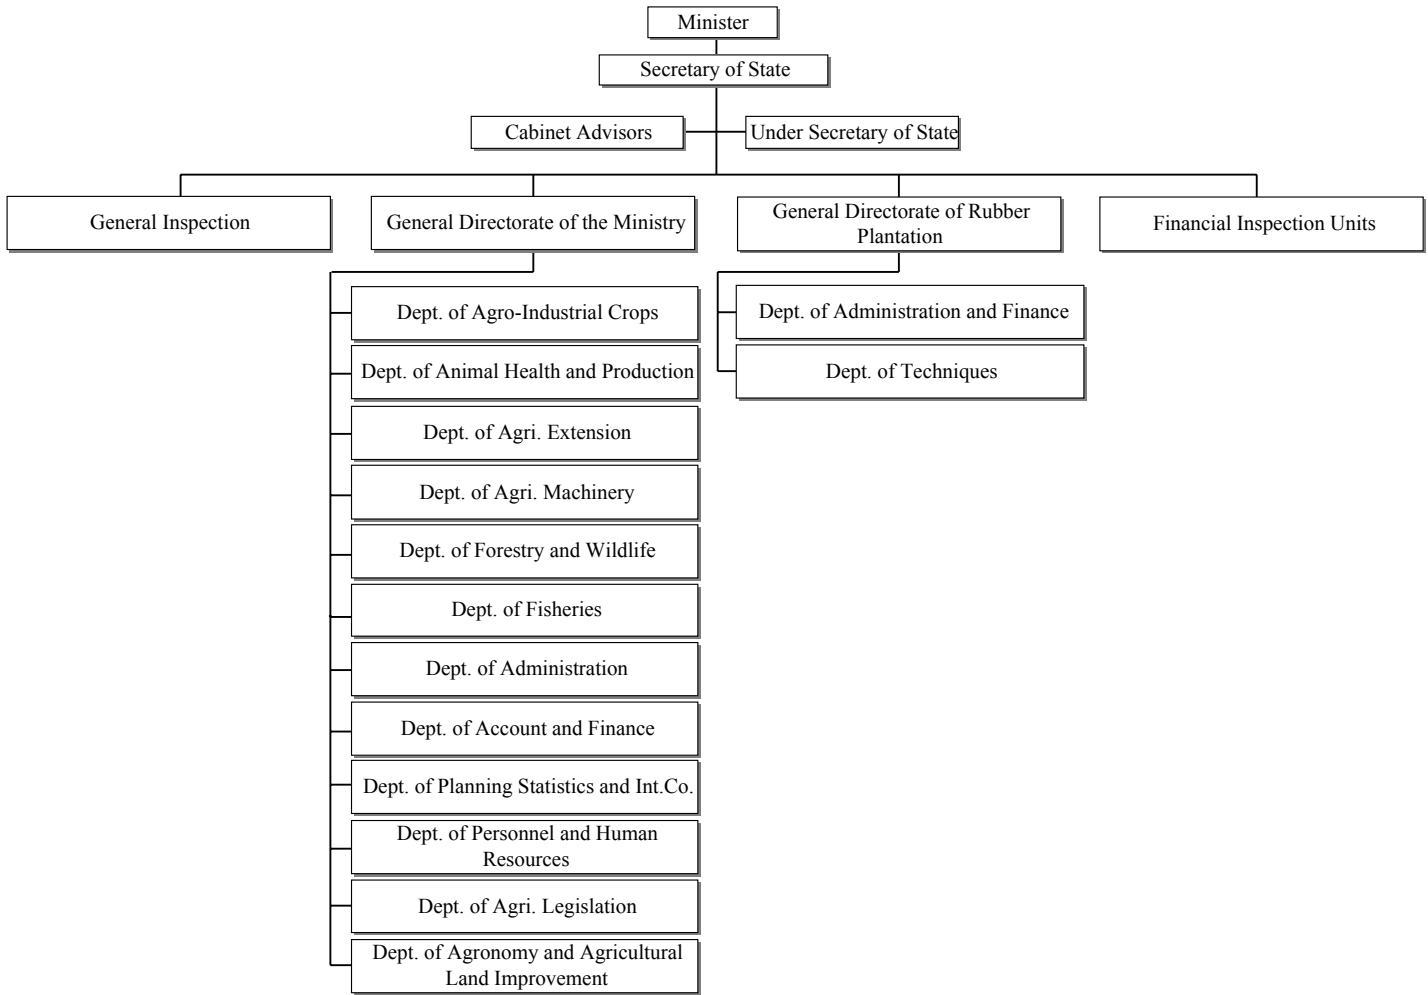 Minister
Secretary of State
Cabinet Advisors
Under Secretary of State
General Inspection
General Directorate of the Ministry
General Directorate of Rubber
Plantation
Financial Inspection Units
Dept. of Agro-Industrial Crops
Dept. of Animal Health and Production
Dept. of Agri. Extension
Dept. of Agri. Machinery
Dept. of Forestry and Wildlife
Dept. of Fisheries
Dept. of Administration
Dept. of Account and Finance
Dept. of Planning Statistics and Int.Co.
Dept. of Personnel and Human
Resources
Dept. of Agri. Legislation
Dept. of Agronomy and Agricultural
Land Improvement
Dept. of Administration and Finance
Dept. of Techniques